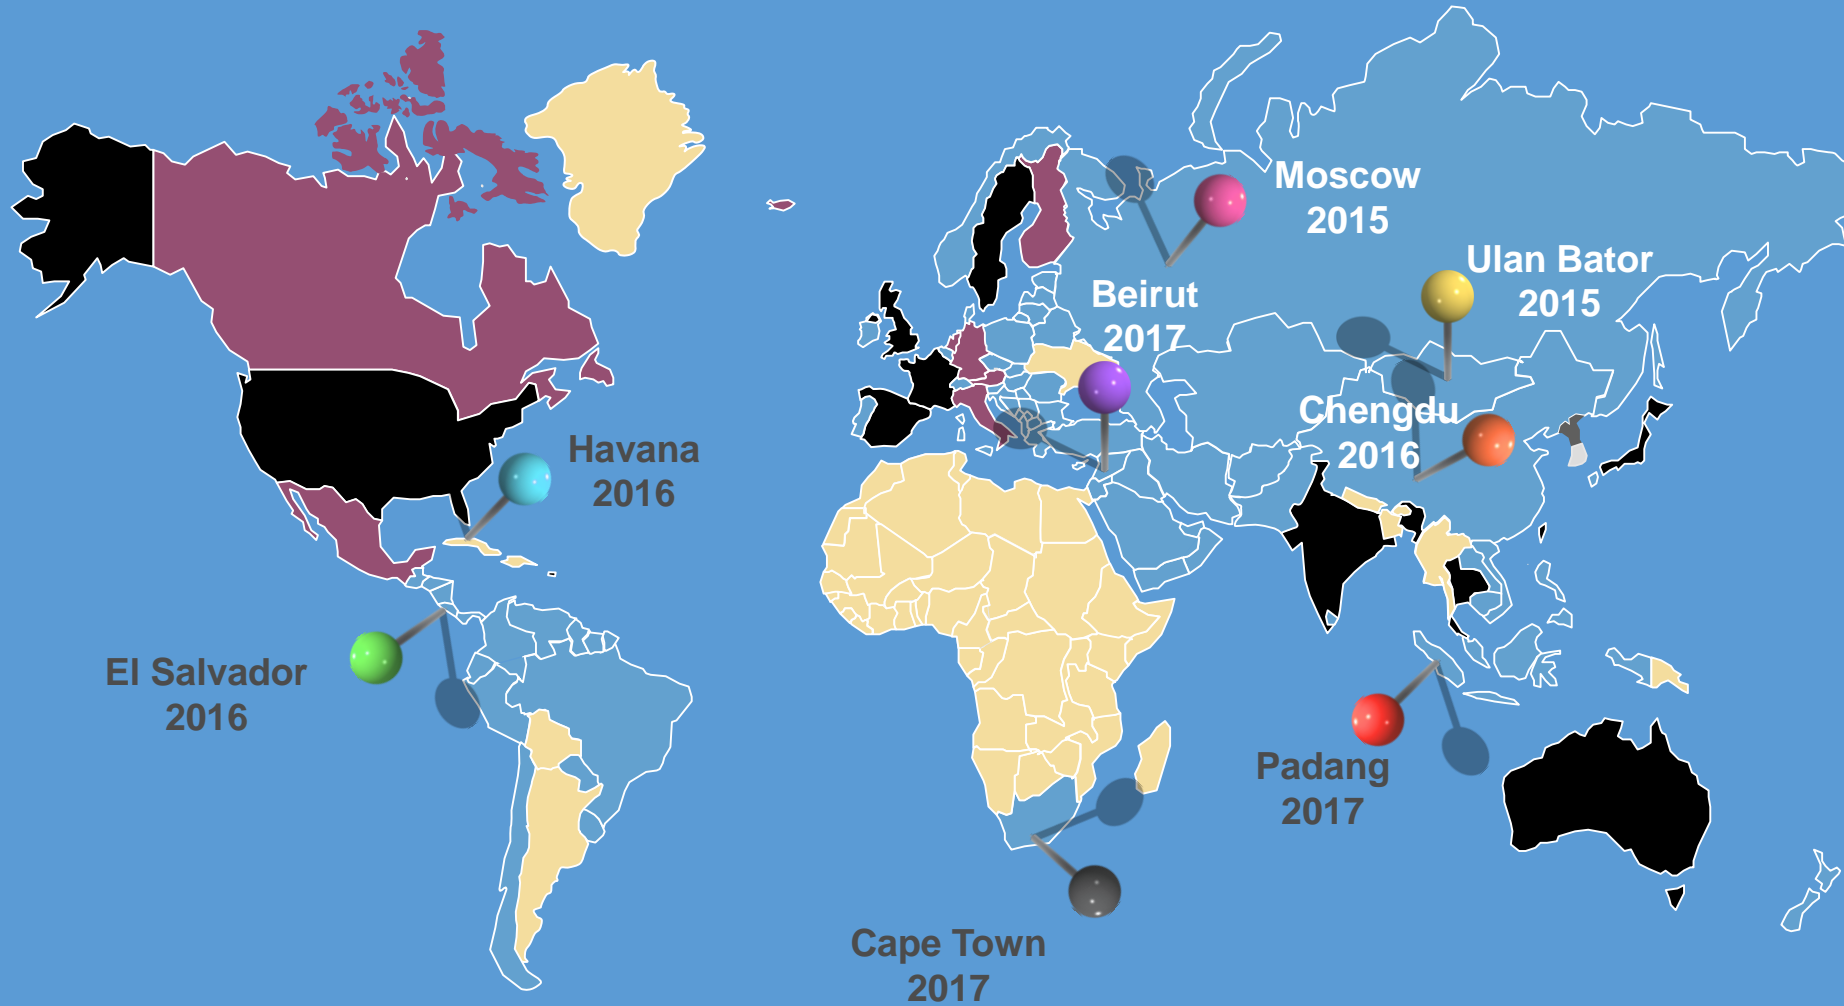 Moscow
2015
Ulan Bator
2015
Beirut
2017
Chengdu
2016
Havana
2016
El Salvador
2016
Padang
2017
Cape Town
2017